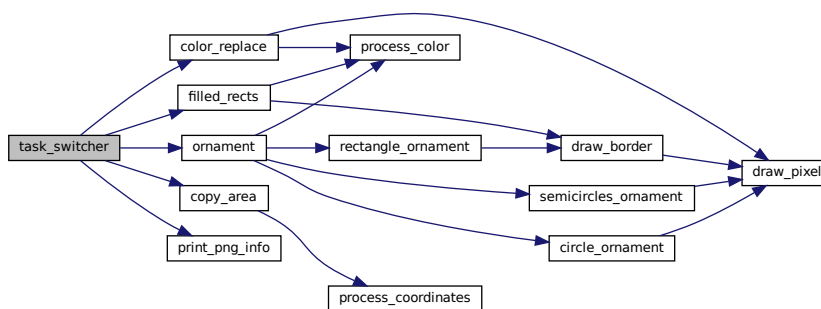 color_replace
process_color
filled_rects
task_switcher
ornament
rectangle_ornament
draw_border
draw_pixel
copy_area
semicircles_ornament
print_png_info
circle_ornament
process_coordinates